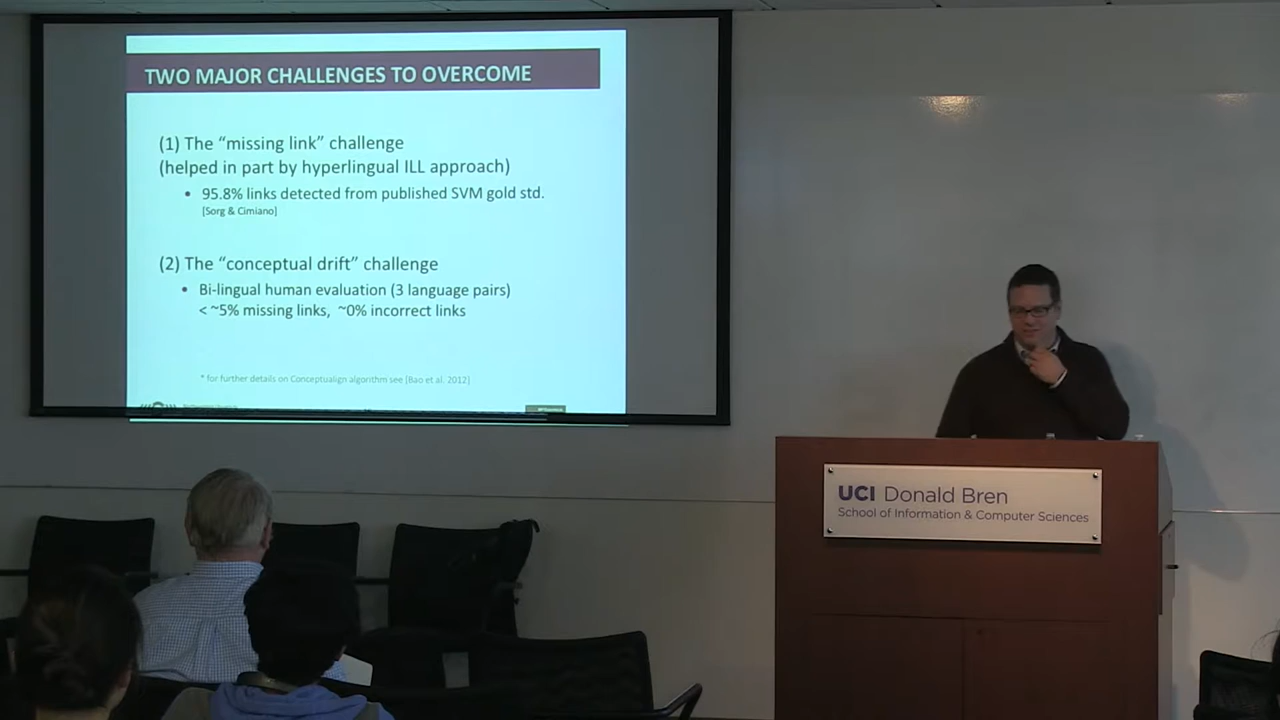 TWO MAJOR CHALLENGES TO OVERCOME
(1) The “missing link” challenge
(helped in part by hyperlingual ILL approach)
• 95.8% links detected from published SVM gold std.
[Sorg & Cimiano]
(2) The “conceptual drift” challenge
• Bi-lingual human evaluation (3 language pairs)
< ~5% missing links, ~0% incorrect links
* for further details on Conceptualign algorithm see [Bao et al. 2012]
UCI Donald Bren
School of Information & Computer Sciences